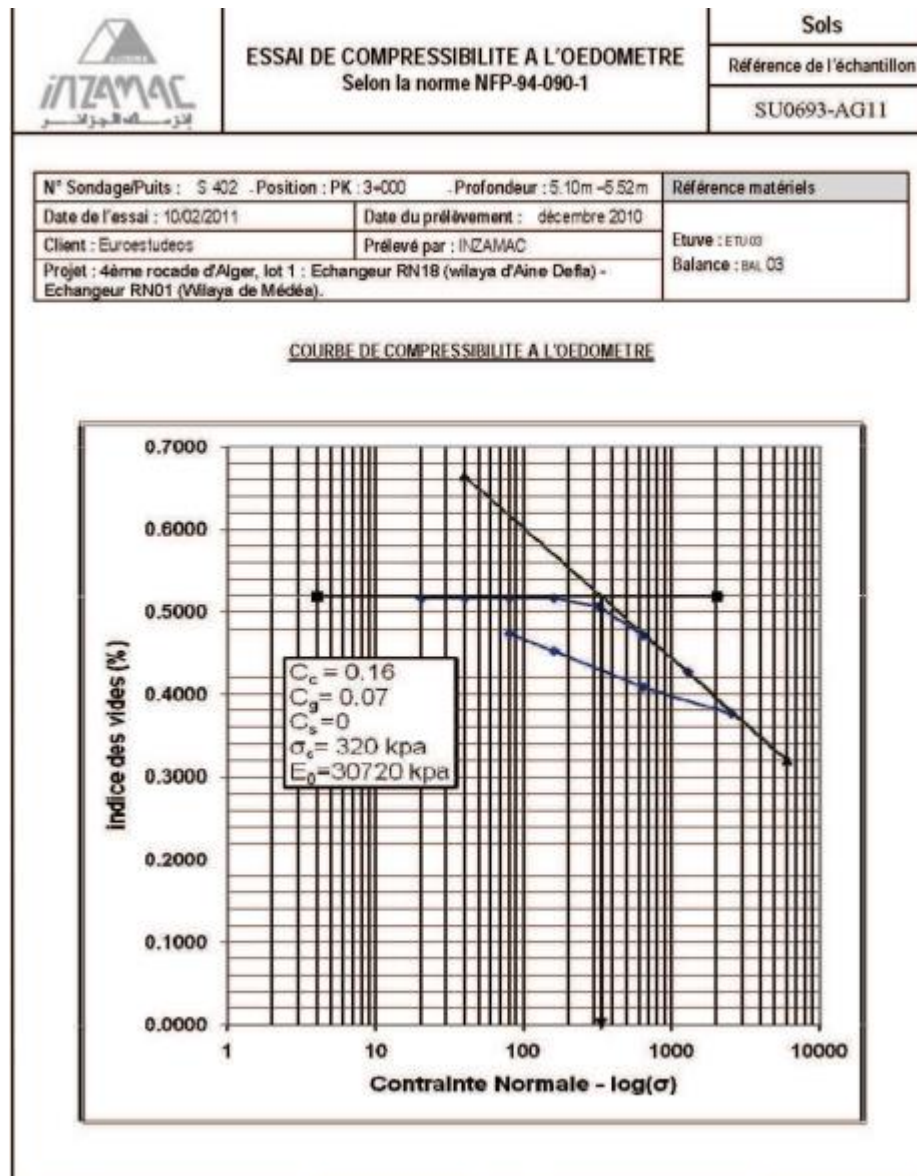 iNZAMAC
ESSAI DE COMPRESSIBILITE A L'OEDOMETRE
Selon la norme NFP-94-090-1
Sols
Référence de l'échantillon
SU0693-AG11
N° Sondage/Puits : S 402 . Position : PK : 3+000 . Profondeur : 5.10m –5.52m
Référence matériels
Date de l'essai : 10/02/2011
Date du prélèvement : décembre 2010
Client : Euroestudeos
Prélevé par : INZAMAC
Etuve : ETU 03
Balance : BAL 03
Projet : 4ème rocade d'Alger, lot 1 : Echangeur RN18 (wilaya d'Aine Defla) -
Echangeur RN01 (Wilaya de Médéa).
COURBE DE COMPRESSIBILITE A L'OEDOMETRE
Indice des vides (%)
0.7000
0.6000
0.5000
0.4000
0.3000
0.2000
0.1000
0.0000
Cc = 0.16
Cg = 0.07
Cs =0
σc= 320 kpa
E0=30720 kpa
1 10 100 1000 10000
Contrainte Normale - log(σ)